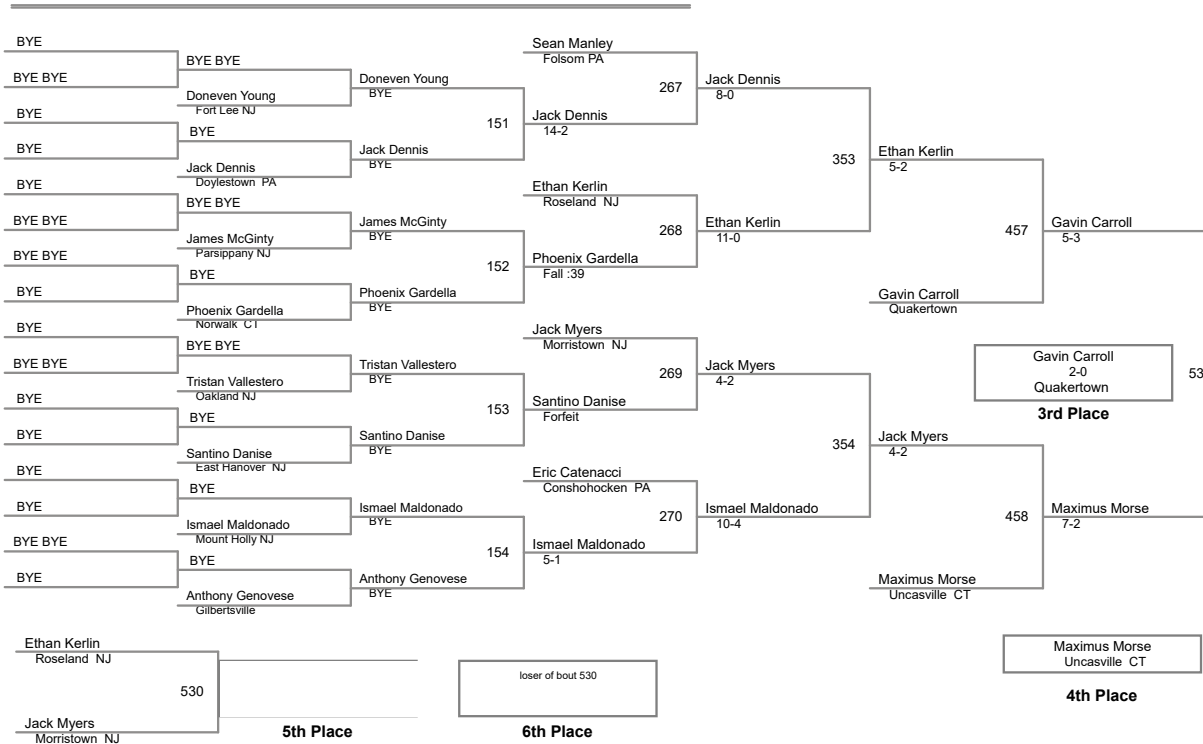 BYE
BYE BYE
BYE
BYE
BYE
BYE BYE
BYE BYE
BYE
BYE
BYE BYE
BYE
BYE
BYE
BYE
BYE BYE
BYE
BYE BYE
Doneven Young
Fort Lee NJ
BYE
Jack Dennis
Doylestown PA
BYE BYE
James McGinty
Parsippany NJ
BYE
Phoenix Gardella
Norwalk CT
BYE BYE
Tristan Vallestero
Oakland NJ
BYE
Santino Danise
East Hanover NJ
BYE
Ismael Maldonado
Mount Holly NJ
BYE
Anthony Genovese
Gilbertsville
Doneven Young
BYE
151
Jack Dennis
BYE
James McGinty
BYE
152
Phoenix Gardella
BYE
Tristan Vallestero
BYE
153
Santino Danise
BYE
Ismael Maldonado
BYE
154
Anthony Genovese
BYE
Sean Manley
Folsom PA
267
Jack Dennis
14-2
Ethan Kerlin
Roseland NJ
268
Phoenix Gardella
Fall :39
Jack Myers
Morristown NJ
269
Santino Danise
Forfeit
Eric Catenacci
Conshohocken PA
270
Ismael Maldonado
5-1
Jack Dennis
8-0
353
Ethan Kerlin
11-0
Jack Myers
4-2
354
Ismael Maldonado
10-4
Ethan Kerlin
5-2
457
Gavin Carroll
Quakertown
Jack Myers
4-2
458
Maximus Morse
Uncasville CT
Gavin Carroll
5-3
Gavin Carroll
2-0
Quakertown
53
3rd Place
Maximus Morse
7-2
Maximus Morse
Uncasville CT
4th Place
Ethan Kerlin
Roseland NJ
530
Jack Myers
Morristown NJ
5th Place
loser of bout 530
6th Place